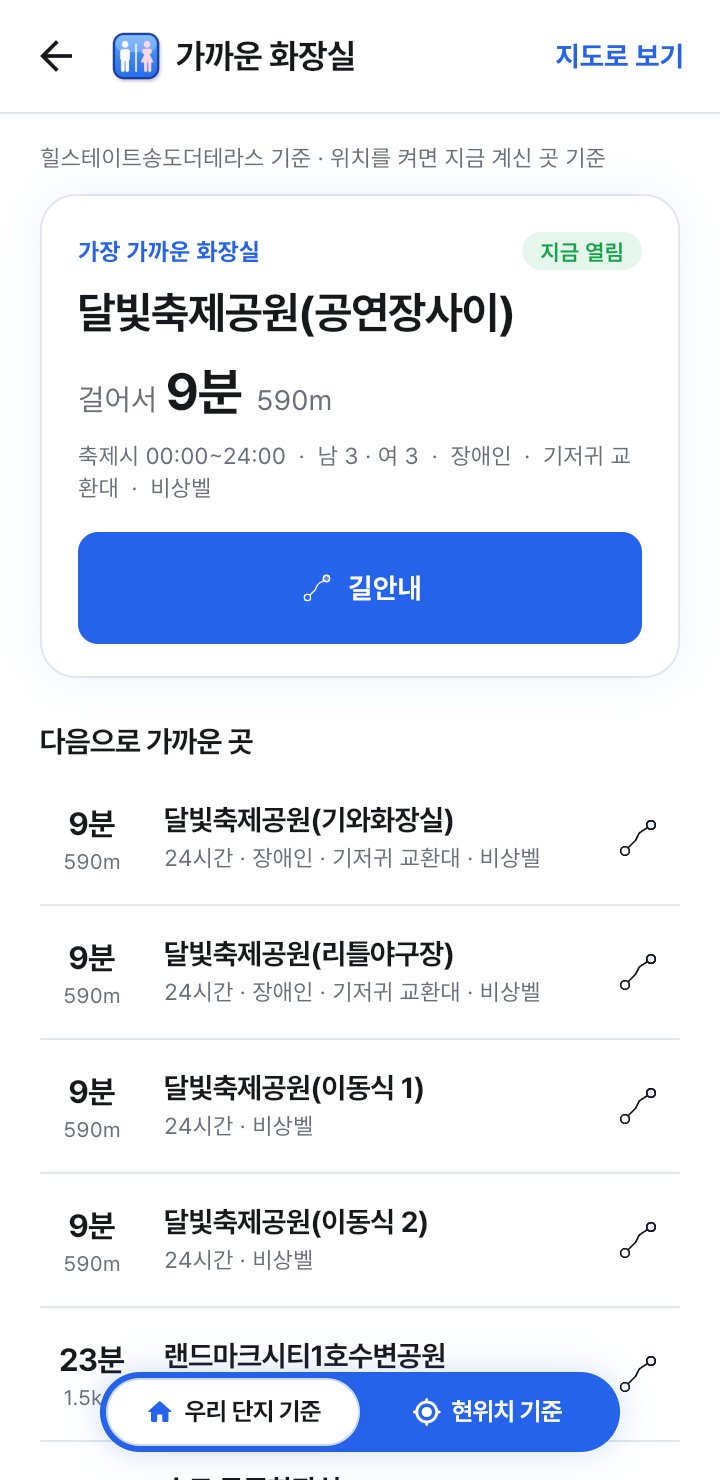 가까운 화장실
지도로 보기
힐스테이트송도더테라스 기준 · 위치를 켜면 지금 계신 곳 기준
가장 가까운 화장실
지금 열림
달빛축제공원(공연장사이)
걸어서 9분 590m
축제시 00:00~24:00 · 남 3 · 여 3 · 장애인 · 기저귀 교
환대 · 비상벨
길안내
다음으로 가까운 곳
9분
달빛축제공원(기와화장실)
590m
24시간 · 장애인 · 기저귀 교환대 · 비상벨
9분
달빛축제공원(리틀야구장)
590m
24시간 · 장애인 · 기저귀 교환대 · 비상벨
9분
달빛축제공원(이동식 1)
590m
24시간 · 비상벨
9분
달빛축제공원(이동식 2)
590m
24시간 · 비상벨
23분
랜드마크시티1호수변공원
우리 단지 기준
현위치 기준